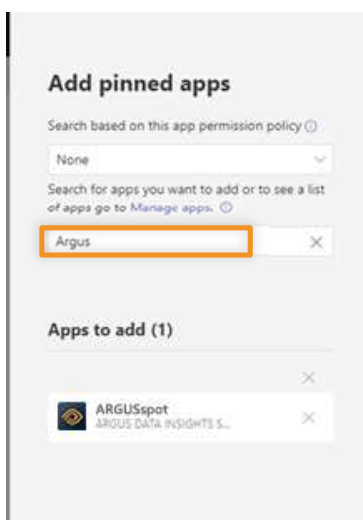 Add pinned apps
Search based on this app permission policy
None
Search for apps you want to add or to see a list
of apps go to Manage apps.
Argus
Apps to add (1)
ARGUSspot
ARGUS DATA INSIGHTS S...